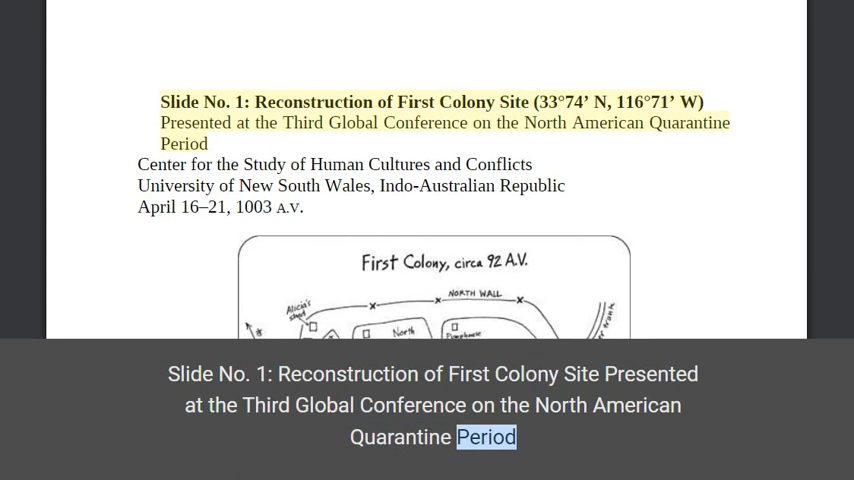 Slide No. 1: Reconstruction of First Colony Site (33°74’ N, 116°71’ W)
Presented at the Third Global Conference on the North American Quarantine
Period
Center for the Study of Human Cultures and Conflicts
University of New South Wales, Indo-Australian Republic
April 16–21, 1003 A.V.
First Colony, circa 92 A.V.
NORTH WALL
Alicia's
shed
North
Pumphouse
trunk
Slide No. 1: Reconstruction of First Colony Site Presented
at the Third Global Conference on the North American
Quarantine Period